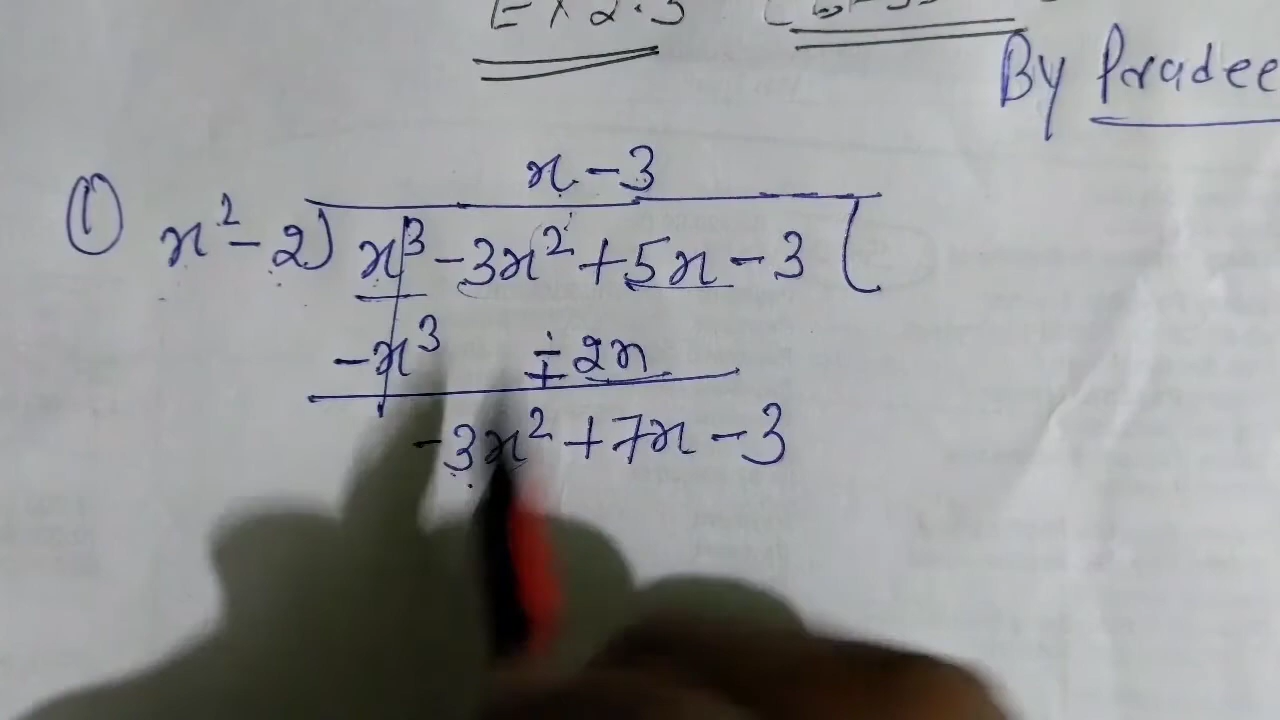 Ex 2.3
By Pradee
① x - 3
x² - 2) x³ - 3x² + 5x - 3 (
- x³ ∓ 2x
- 3x² + 7x - 3